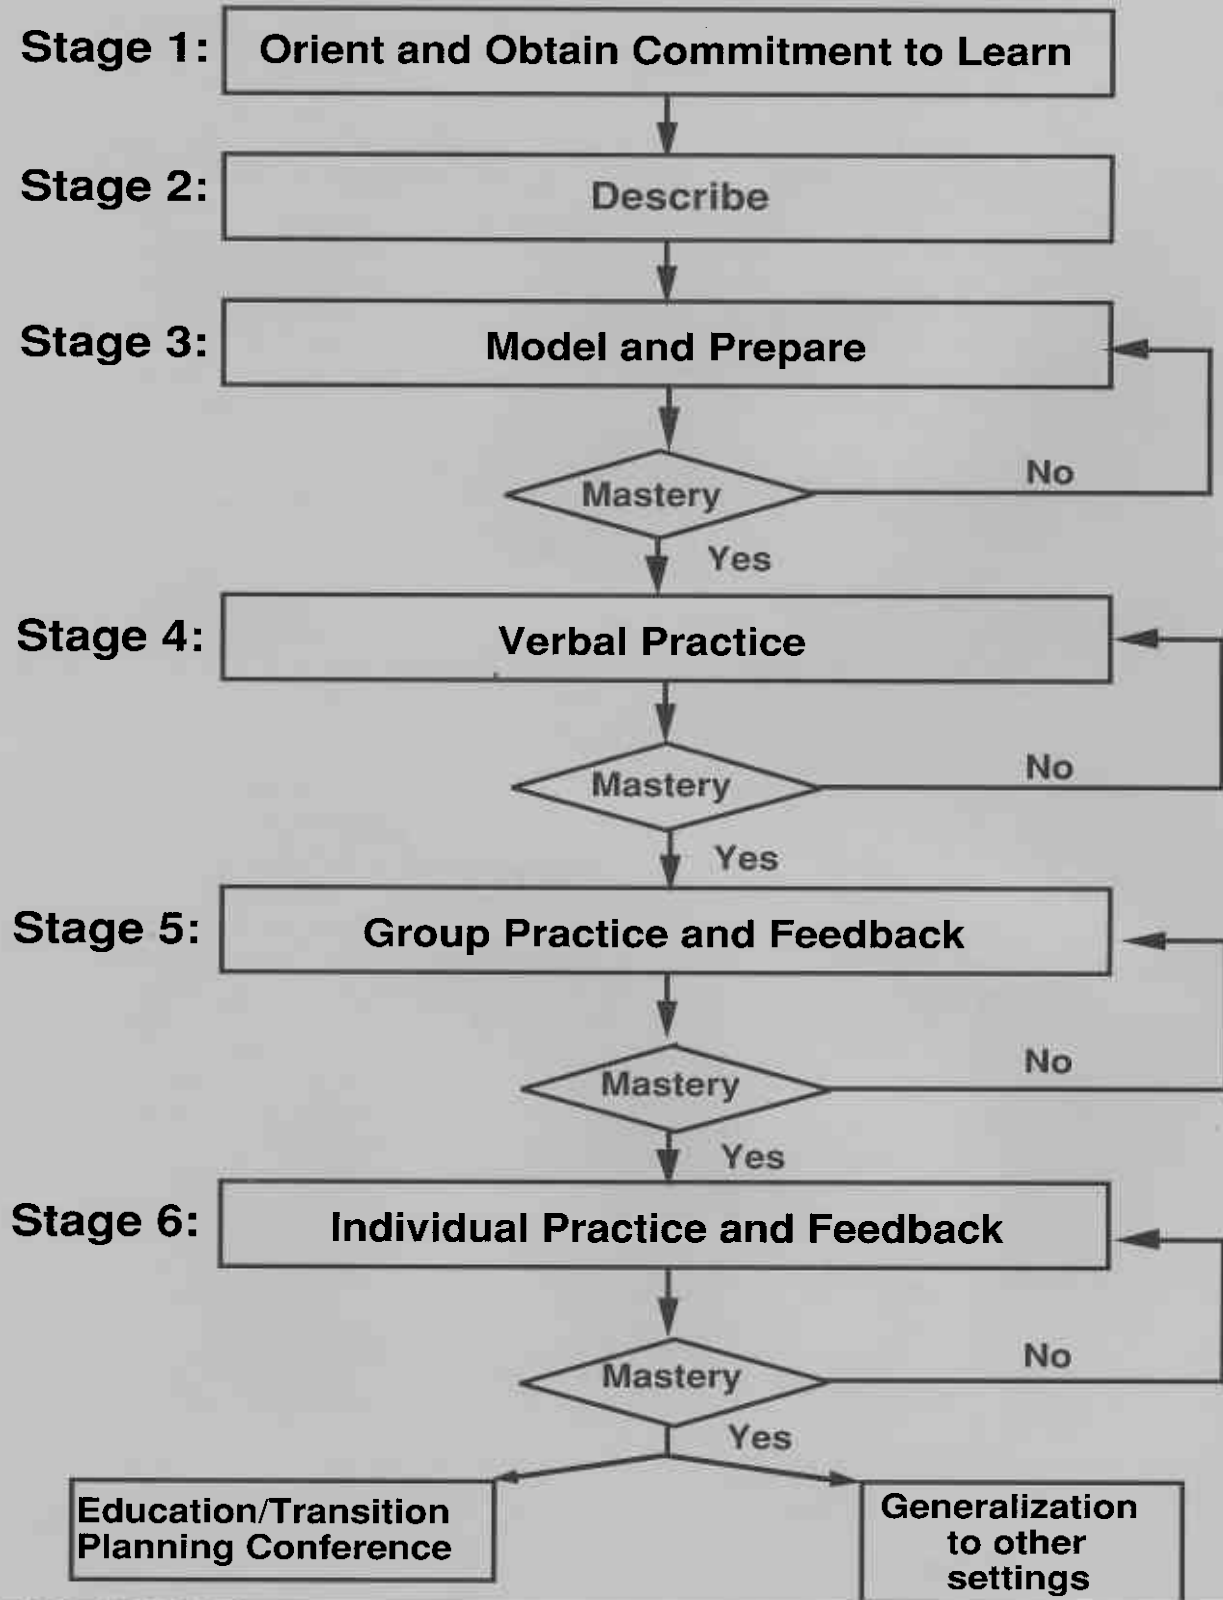 Stage 1:
Orient and Obtain Commitment to Learn
Stage 2:
Describe
Stage 3:
Model and Prepare
Mastery
No
Yes
Stage 4:
Verbal Practice
Mastery
No
Yes
Stage 5:
Group Practice and Feedback
Mastery
No
Yes
Stage 6:
Individual Practice and Feedback
Mastery
No
Yes
Education/Transition
Planning Conference
Generalization
to other
settings